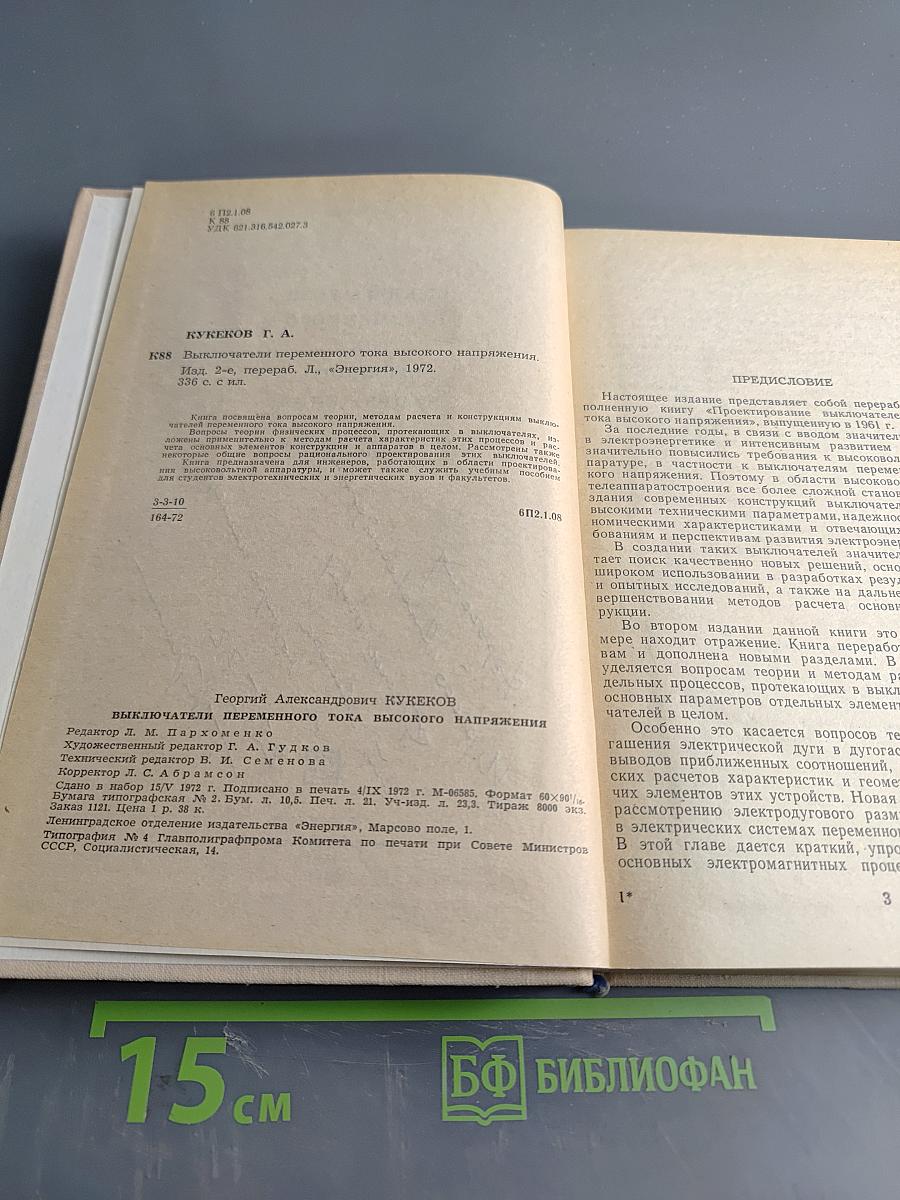 6 П2.1.08
К 88
УДК 621.316.542.027.3
КУКЕКОВ Г. А.
К88 Выключатели переменного тока высокого напряжения.
Изд. 2-е, перераб. Л., «Энергия», 1972.
336 с. с ил.
Книга посвящена вопросам теории, методам расчета и конструкциям выклю-
чателей переменного тока высокого напряжения.
Вопросы теории физических процессов, протекающих в выключателях, из-
ложены применительно к методам расчета характеристик этих процессов и рас-
чета основных элементов конструкции и аппаратов в целом. Рассмотрены также
некоторые общие вопросы рационального проектирования этих выключателей.
Книга предназначена для инженеров, работающих в области проектирова-
ния высоковольтной аппаратуры, и может также служить учебным пособием
для студентов электротехнических и энергетических вузов и факультетов.
3-3-10
164-72
6П2.1.08
Георгий Александрович КУКЕКОВ
ВЫКЛЮЧАТЕЛИ ПЕРЕМЕННОГО ТОКА ВЫСОКОГО НАПРЯЖЕНИЯ
Редактор Л. М. Пархоменко
Художественный редактор Г. А. Гудков
Технический редактор В. И. Семенова
Корректор Л. С. Абрамсон
Сдано в набор 15/V 1972 г. Подписано в печать 4/IX 1972 г. М-06585. Формат 60×90¹/₁₆.
Бумага типографская № 2. Бум. л. 10,5. Печ. л. 21. Уч-изд. л. 23,3. Тираж 8000 экз.
Заказ 1121. Цена 1 р. 38 к.
Ленинградское отделение издательства «Энергия», Марсово поле, 1.
Типография № 4 Главполиграфпрома Комитета по печати при Совете Министров
СССР, Социалистическая, 14.
ПРЕДИСЛОВИЕ
Настоящее издание представляет собой перераб
полненную книгу «Проектирование выключателе
тока высокого напряжения», выпущенную в 1961 г.
За последние годы, в связи с вводом значител
в электроэнергетике и интенсивным развитием
значительно повысились требования к высоковол
паратуре, в частности к выключателям переме
кого напряжения. Поэтому в области высоково
телеаппаратостроения все более сложной станов
здания современных конструкций выключател
высокими техническими параметрами, надежнос
номическими характеристиками и отвечающих
бованиям и перспективам развития электроэнер
В создании таких выключателей значител
тает поиск качественно новых решений, осно
широком использовании в разработках резул
и опытных исследований, а также на дальне
вершенствовании методов расчета основн
рукции.
Во втором издании данной книги это
мере находит отражение. Книга переработ
вам и дополнена новыми разделами. В
уделяется вопросам теории и методам ра
дельных процессов, протекающих в выкл
основных параметров отдельных элемент
чателей в целом.
Особенно это касается вопросов те
гашения электрической дуги в дугогас
выводов приближенных соотношений,
ских расчетов характеристик и геомет
чих элементов этих устройств. Новая
рассмотрению электродугового разм
в электрических системах переменно
В этой главе дается краткий, упро
основных электромагнитных проце
1*
3
15 см
БФ БИБЛИОФАН